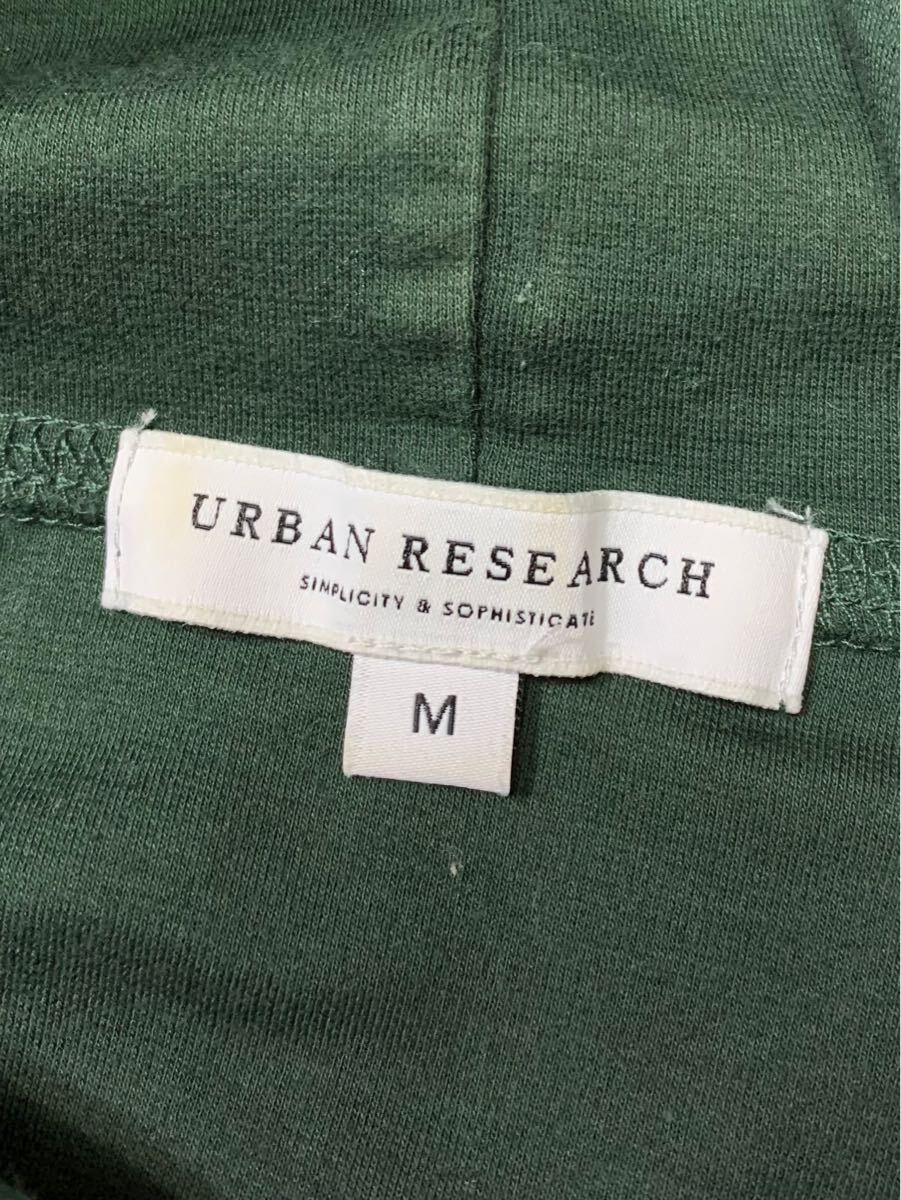 URBAN RESEARCH
SIMPLICITY & SOPHISTICATE
M